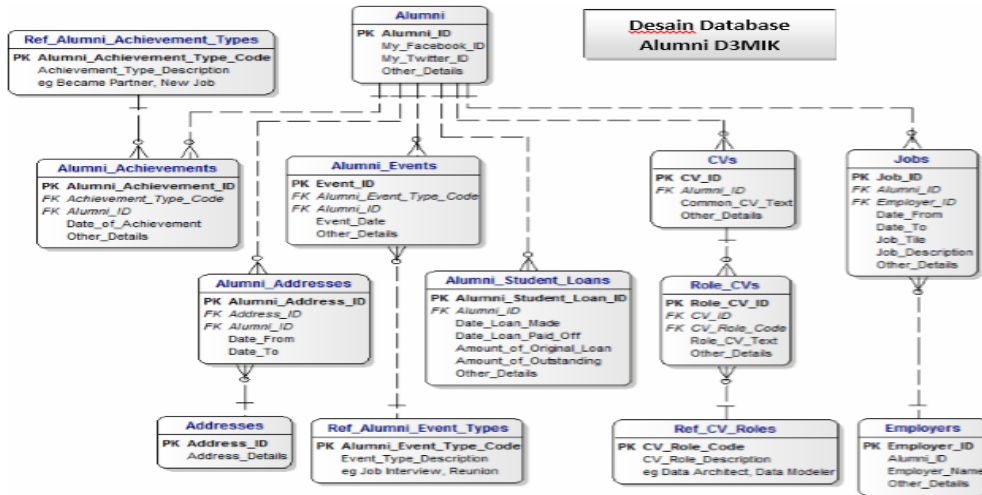 Desain Database
Alumni D3MIK
Alumni
PK Alumni_ID
My_Facebook_ID
My_Twitter_ID
Other_Details
Ref_Alumni_Achievement_Types
PK Alumni_Achievement_Type_Code
Achievement_Type_Description
eg Became Partner, New Job
Alumni_Achievements
PK Alumni_Achievement_ID
FK Achievement_Type_Code
FK Alumni_ID
Date_of_Achievement
Other_Details
Alumni_Events
PK Event_ID
FK Alumni_Event_Type_Code
FK Alumni_ID
Event_Date
Other_Details
CVs
PK CV_ID
FK Alumni_ID
Common_CV_Text
Other_Details
Jobs
PK Job_ID
FK Alumni_ID
FK Employer_ID
Date_From
Date_To
Job_Tile
Job_Description
Other_Details
Alumni_Addresses
PK Alumni_Address_ID
FK Address_ID
FK Alumni_ID
Date_From
Date_To
Alumni_Student_Loans
PK Alumni_Student_Loan_ID
FK Alumni_ID
Date_Loan_Made
Date_Loan_Paid_Off
Amount_of_Original_Loan
Amount_of_Outstanding
Other_Details
Role_CVs
PK Role_CV_ID
FK CV_ID
FK CV_Role_Code
Role_CV_Text
Other_Details
Addresses
PK Address_ID
Address_Details
Ref_Alumni_Event_Types
PK Alumni_Event_Type_Code
Event_Type_Description
eg Job Interview, Reunion
Ref_CV_Roles
PK CV_Role_Code
CV_Role_Description
eg Data Architect, Data Modeler
Employers
PK Employer_ID
Alumni_ID
Employer_Name
Other_Details